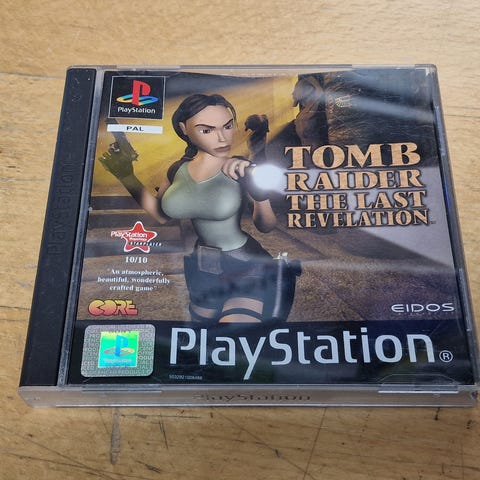 PlayStation
PAL
TOMB
RAIDER
THE LAST
REVELATION
PlayStation
10/10
"An atmospheric,
beautiful, wonderfully
crafted game"
CORE
EIDOS
PlayStation®
PlayStation